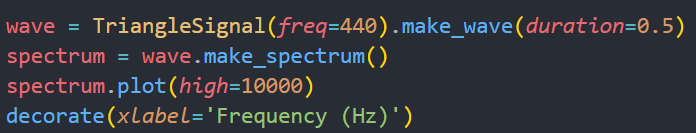 wave = TriangleSignal(freq=440).make_wave(duration=0.5)
spectrum = wave.make_spectrum()
spectrum.plot(high=10000)
decorate(xlabel='Frequency (Hz)')